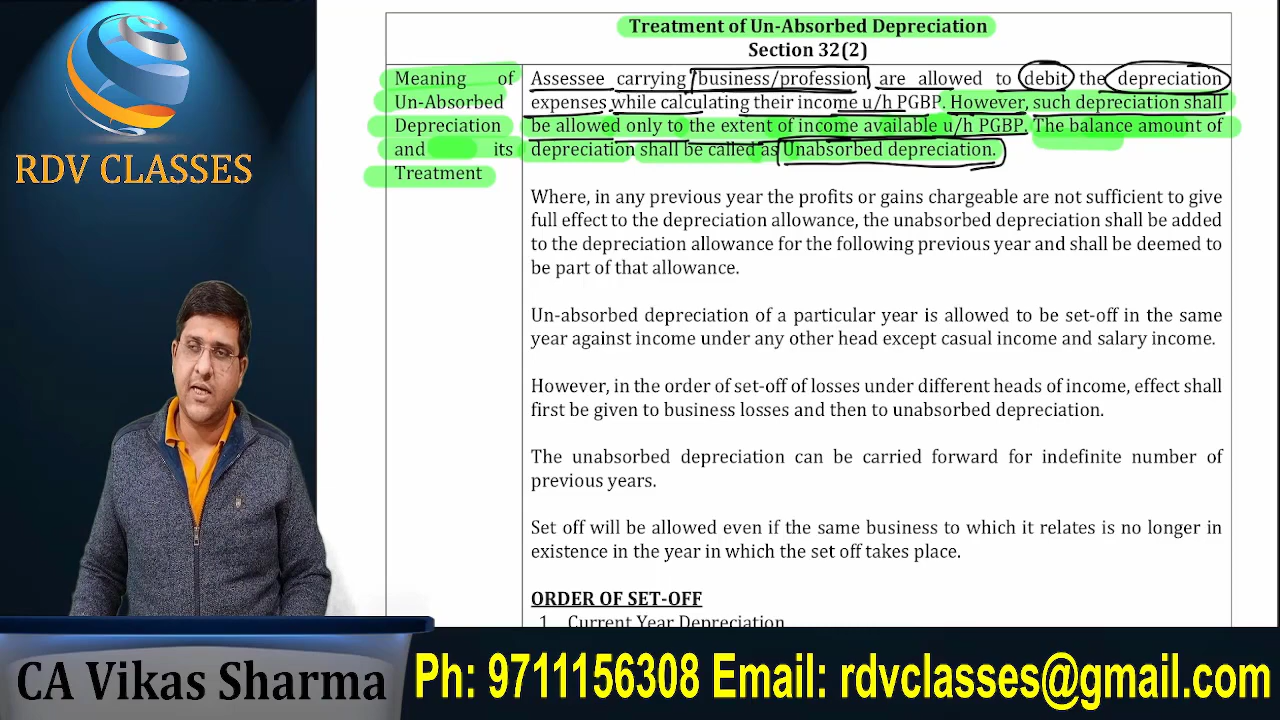 RDV CLASSES
Treatment of Un-Absorbed Depreciation
Section 32(2)
Meaning of
Un-Absorbed
Depreciation
and its
Treatment
Assessee carrying business/profession, are allowed to debit the depreciation
expenses while calculating their income u/h PGBP. However, such depreciation shall
be allowed only to the extent of income available u/h PGBP. The balance amount of
depreciation shall be called as Unabsorbed depreciation.
Where, in any previous year the profits or gains chargeable are not sufficient to give
full effect to the depreciation allowance, the unabsorbed depreciation shall be added
to the depreciation allowance for the following previous year and shall be deemed to
be part of that allowance.
Un-absorbed depreciation of a particular year is allowed to be set-off in the same
year against income under any other head except casual income and salary income.
However, in the order of set-off of losses under different heads of income, effect shall
first be given to business losses and then to unabsorbed depreciation.
The unabsorbed depreciation can be carried forward for indefinite number of
previous years.
Set off will be allowed even if the same business to which it relates is no longer in
existence in the year in which the set off takes place.
ORDER OF SET-OFF
1 Current Year Depreciation
CA Vikas Sharma
Ph: 9711156308 Email: rdvclasses@gmail.com